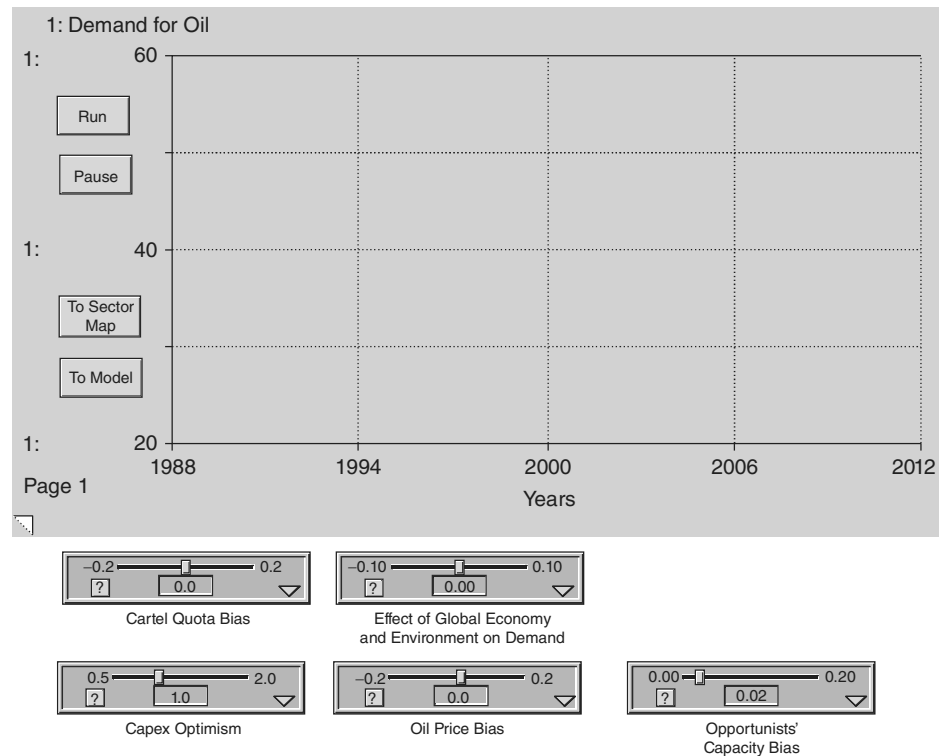 1: Demand for Oil
1: 60
Run
Pause
1: 40
To Sector
Map
To Model
1: 20
1988 1994 2000 2006 2012
Page 1
Years
−0.2 0.2
? 0.0
Cartel Quota Bias
−0.10 0.10
? 0.00
Effect of Global Economy
and Environment on Demand
0.5 2.0
? 1.0
Capex Optimism
−0.2 0.2
? 0.0
Oil Price Bias
0.00 0.20
? 0.02
Opportunists'
Capacity Bias